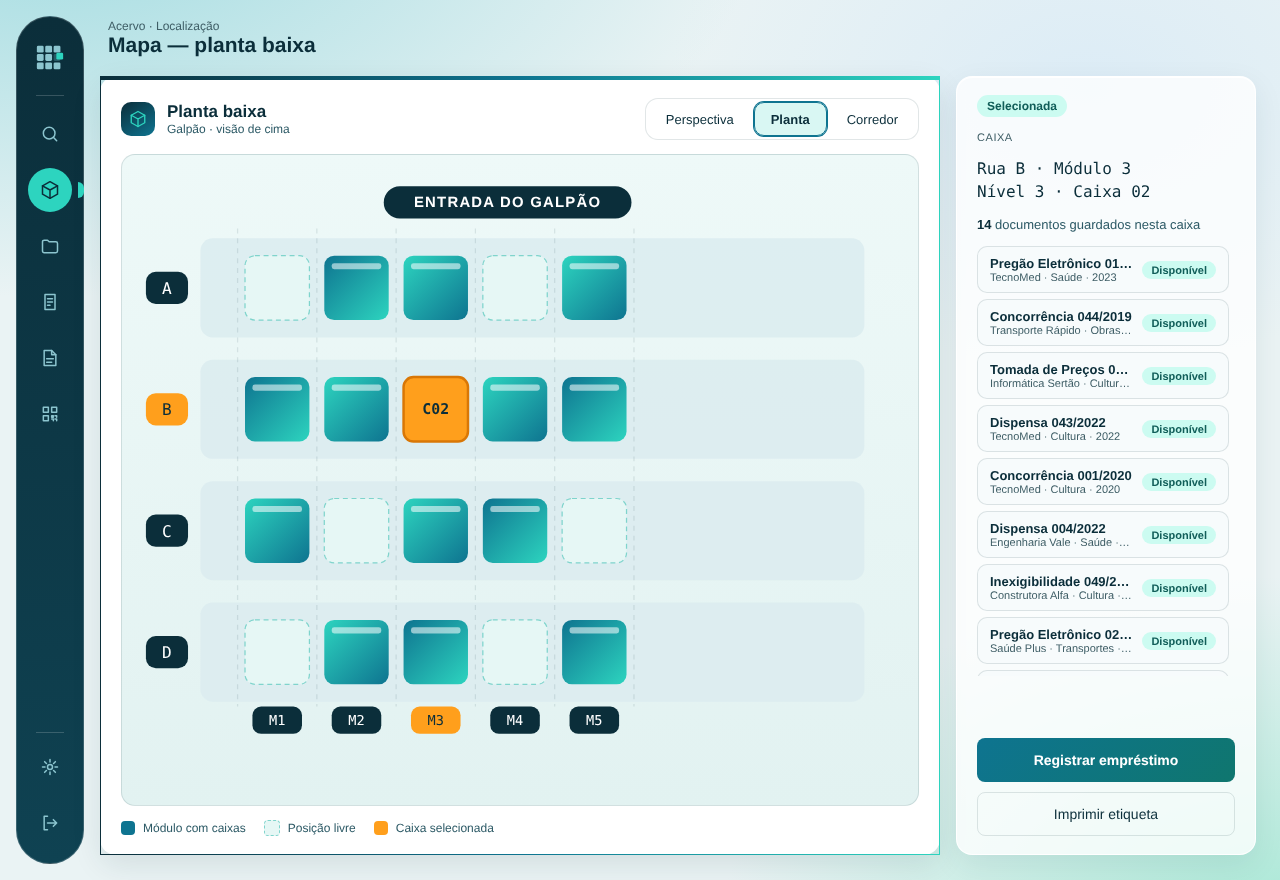 Acervo · Localização
Mapa — planta baixa
Planta baixa
Galpão · visão de cima
Perspectiva
Planta
Corredor
ENTRADA DO GALPÃO
A
B
C02
C
D
M1
M2
M3
M4
M5
Módulo com caixas
Posição livre
Caixa selecionada
Selecionada
CAIXA
Rua B · Módulo 3
Nível 3 · Caixa 02
14 documentos guardados nesta caixa
Pregão Eletrônico 01…
TecnoMed · Saúde · 2023
Disponível
Concorrência 044/2019
Transporte Rápido · Obras…
Disponível
Tomada de Preços 0…
Informática Sertão · Cultur…
Disponível
Dispensa 043/2022
TecnoMed · Cultura · 2022
Disponível
Concorrência 001/2020
TecnoMed · Cultura · 2020
Disponível
Dispensa 004/2022
Engenharia Vale · Saúde ·…
Disponível
Inexigibilidade 049/2…
Construtora Alfa · Cultura ·…
Disponível
Pregão Eletrônico 02…
Saúde Plus · Transportes ·…
Disponível
Registrar empréstimo
Imprimir etiqueta